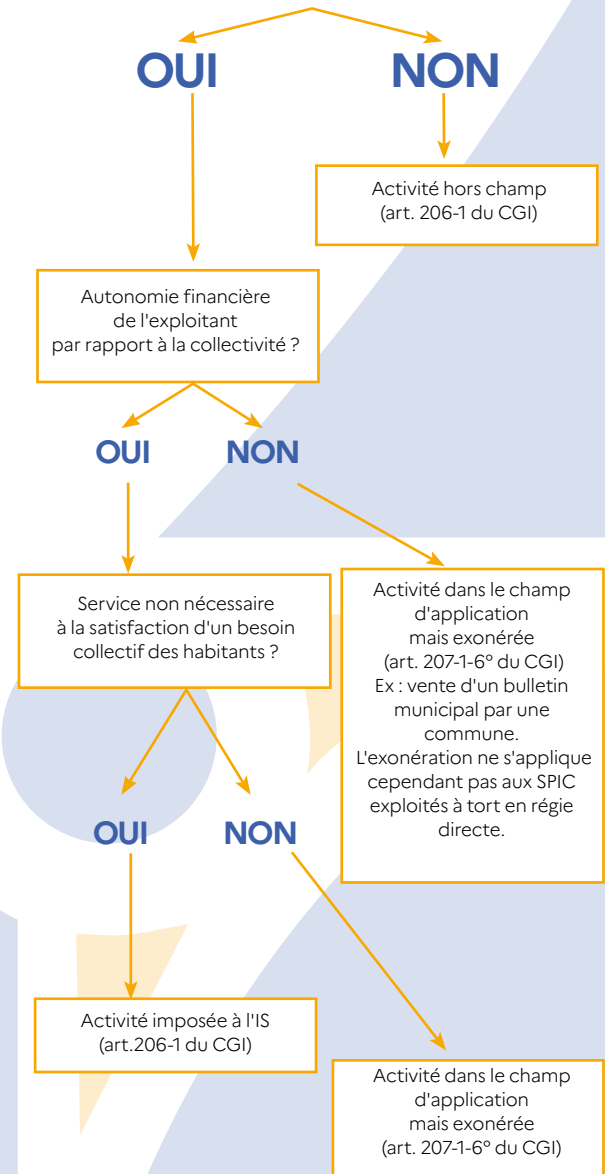 OUI
NON
Activité hors champ
(art. 206-1 du CGI)
Autonomie financière
de l'exploitant
par rapport à la collectivité ?
OUI
NON
Service non nécessaire
à la satisfaction d'un besoin
collectif des habitants ?
Activité dans le champ
d'application
mais exonérée
(art. 207-1-6° du CGI)
Ex : vente d'un bulletin
municipal par une
commune.
L'exonération ne s'applique
cependant pas aux SPIC
exploités à tort en régie
directe.
OUI
NON
Activité imposée à l'IS
(art.206-1 du CGI)
Activité dans le champ
d'application
mais exonérée
(art. 207-1-6° du CGI)